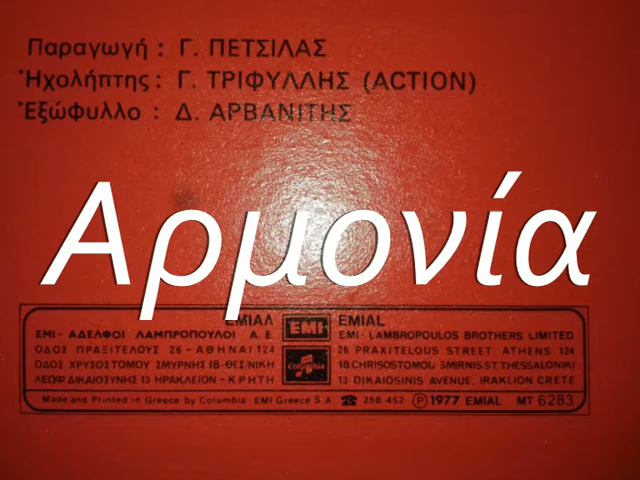 Παραγωγή : Γ. ΠΕΤΣΙΛΑΣ
Ἠχολήπτης : Γ. ΤΡΙΦΥΛΛΗΣ (ACTION)
Ἐξώφυλλο : Δ. ΑΡΒΑΝΙΤΗΣ
Αρμονία
ΕΜΙΑΛ EMI EMIAL
ΕΜΙ - ΑΔΕΛΦΟΙ ΛΑΜΠΡΟΠΟΥΛΟΙ Α.Ε. EMI - LAMBROPOULOS BROTHERS LIMITED
ΟΔΟΣ ΠΡΑΞΙΤΕΛΟΥΣ 26 - ΑΘΗΝΑΙ 124 26 PRAXITELOUS STREET ATHENS 124
ΟΔΟΣ ΧΡΥΣΟΣΤΟΜΟΥ ΣΜΥΡΝΗΣ 18 - ΘΕΣ/ΝΙΚΗ Columbia 18 CHRISOSTOMOU SMIRNIS ST. THESSALONIKI
ΛΕΩΦ. ΔΙΚΑΙΟΣΥΝΗΣ 13 ΗΡΑΚΛΕΙΟΝ - ΚΡΗΤΗ 13 DIKAIOSINIS AVENUE, IRAKLION CRETE
Made and Printed in Greece by Columbia - EMI Greece S.A. ☎ 256 452 Ⓟ 1977 EMIAL MT 6283